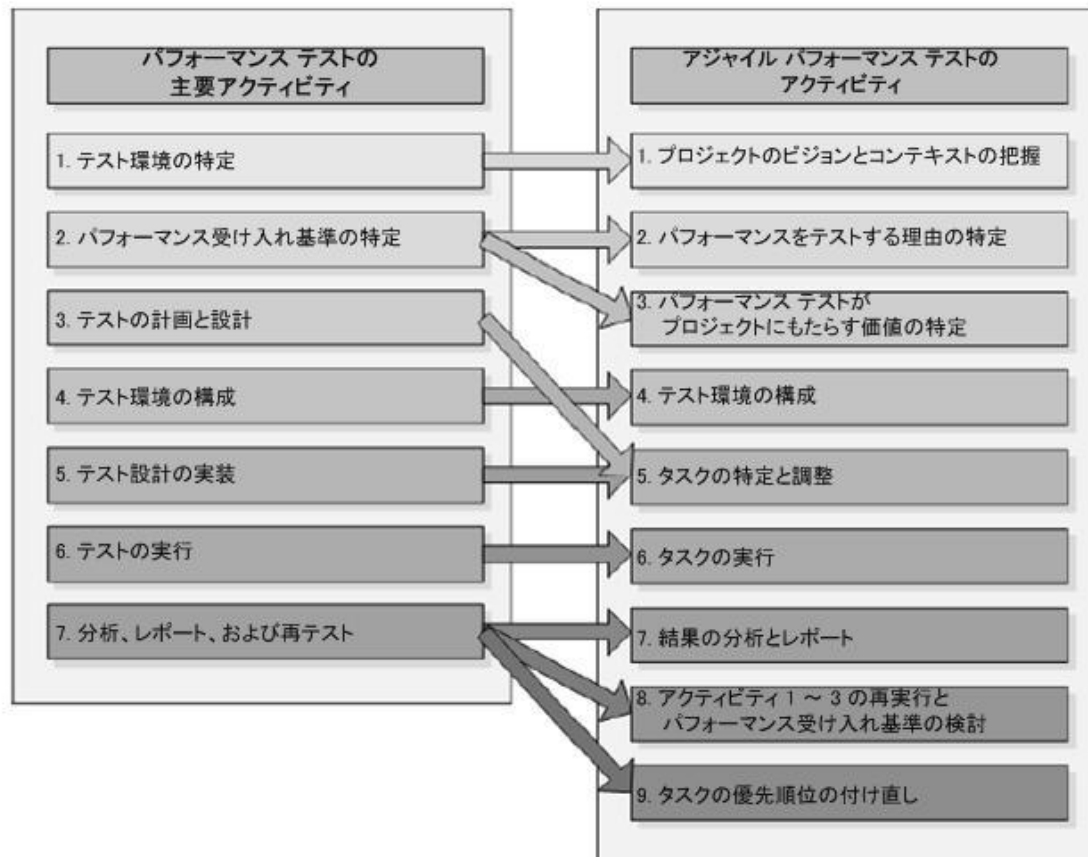 パフォーマンス テストの
主要アクティビティ
1. テスト環境の特定
2. パフォーマンス受け入れ基準の特定
3. テストの計画と設計
4. テスト環境の構成
5. テスト設計の実装
6. テストの実行
7. 分析、レポート、および再テスト
アジャイル パフォーマンス テストの
アクティビティ
1. プロジェクトのビジョンとコンテキストの把握
2. パフォーマンスをテストする理由の特定
3. パフォーマンス テストが
プロジェクトにもたらす価値の特定
4. テスト環境の構成
5. タスクの特定と調整
6. タスクの実行
7. 結果の分析とレポート
8. アクティビティ 1 ～ 3 の再実行と
パフォーマンス受け入れ基準の検討
9. タスクの優先順位の付け直し